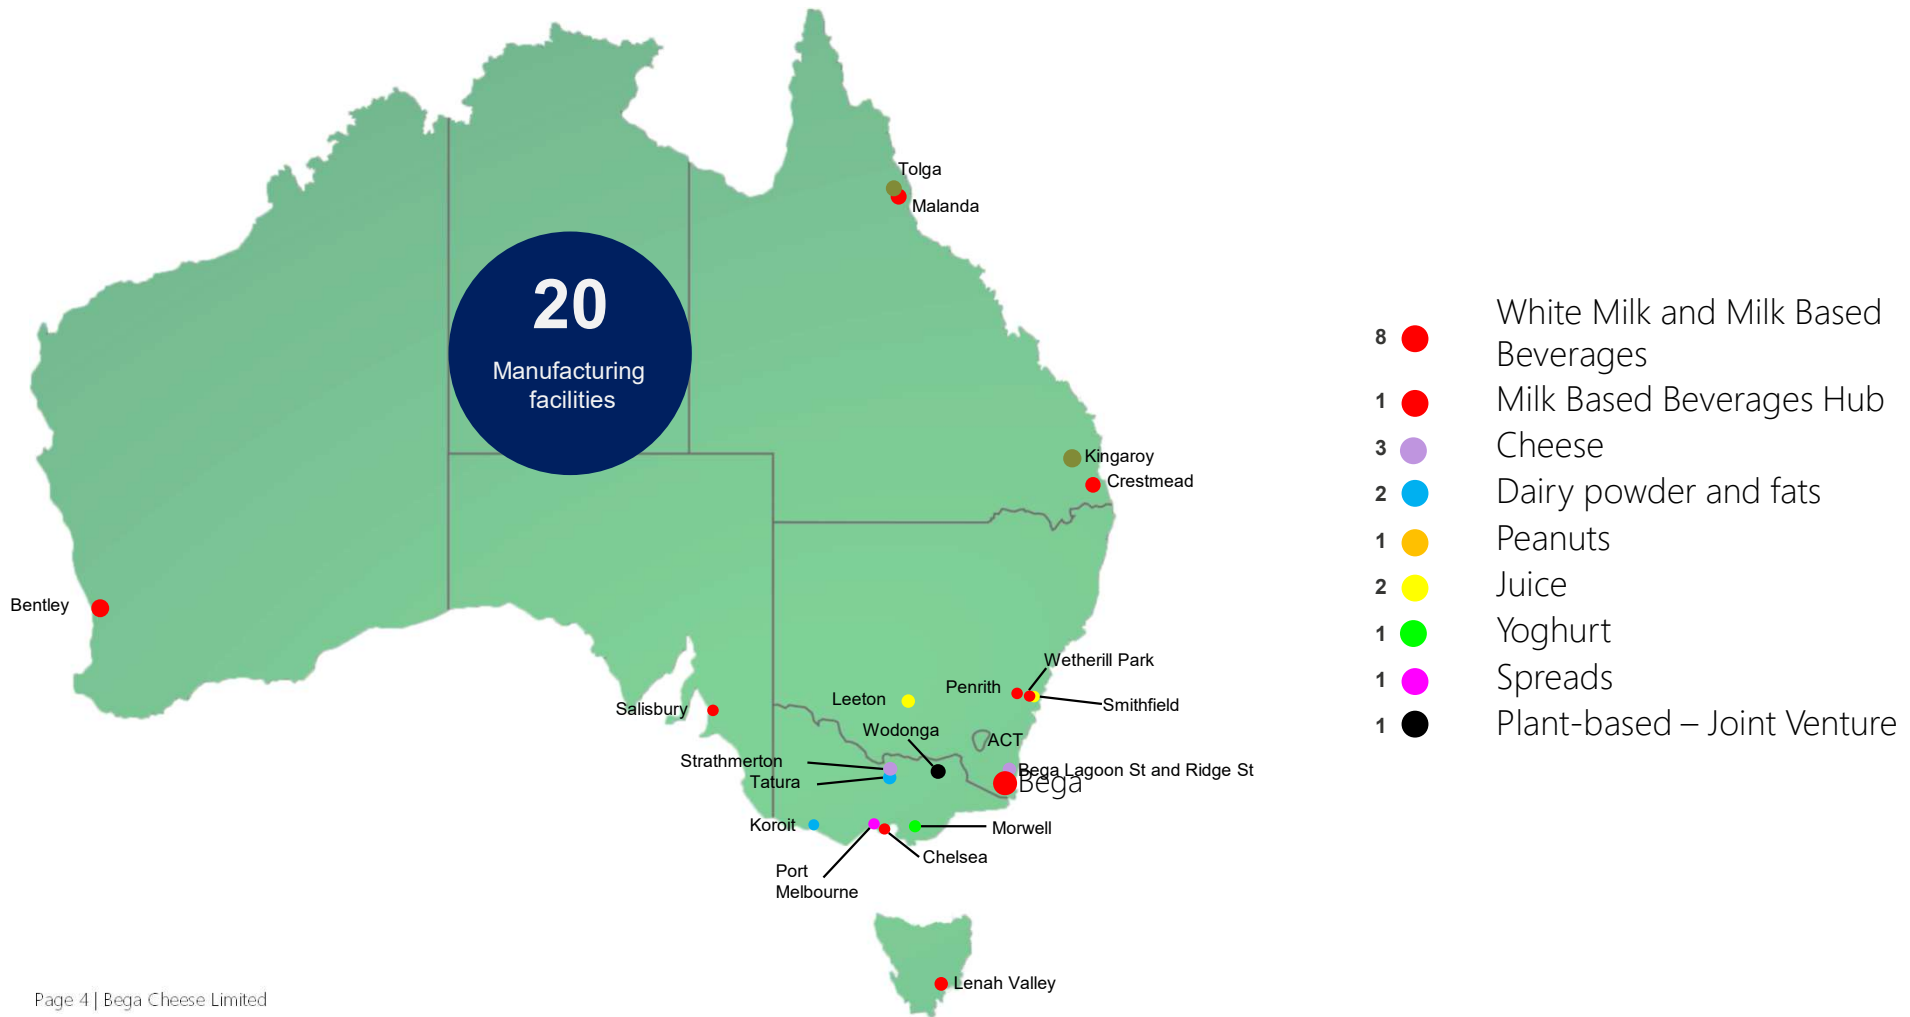 Tolga
Malanda
20
Manufacturing
facilities
Kingaroy
Crestmead
Bentley
Wetherill Park
Penrith
Leeton
Smithfield
Salisbury
Wodonga
ACT
Strathmerton
Bega Lagoon St and Ridge St
Tatura
Bega
Koroit
Morwell
Chelsea
Port
Melbourne
Lenah Valley
8 White Milk and Milk Based
Beverages
1 Milk Based Beverages Hub
3 Cheese
2 Dairy powder and fats
1 Peanuts
2 Juice
1 Yoghurt
1 Spreads
1 Plant-based – Joint Venture
Page 4 | Bega Cheese Limited